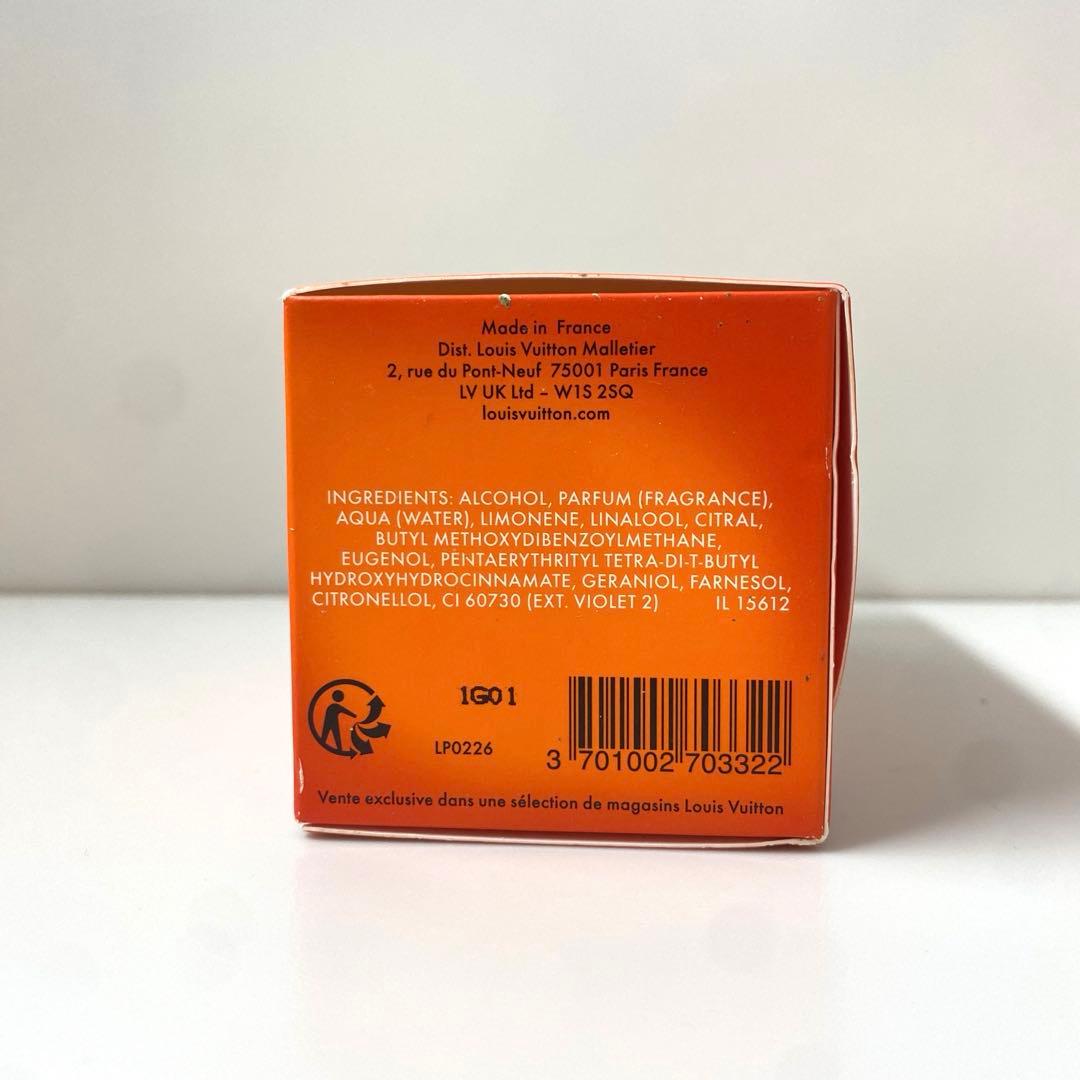 Made in France
Dist. Louis Vuitton Malletier
2, rue du Pont-Neuf 75001 Paris France
LV UK Ltd – W1S 2SQ
louisvuitton.com
INGREDIENTS: ALCOHOL, PARFUM (FRAGRANCE),
AQUA (WATER), LIMONENE, LINALOOL, CITRAL,
BUTYL METHOXYDIBENZOYLMETHANE,
EUGENOL, PENTAERYTHRITYL TETRA-DI-T-BUTYL
HYDROXYHYDROCINNAMATE, GERANIOL, FARNESOL,
CITRONELLOL, CI 60730 (EXT. VIOLET 2) IL 15612
1G01
LP0226
3 701002 703322
Vente exclusive dans une sélection de magasins Louis Vuitton